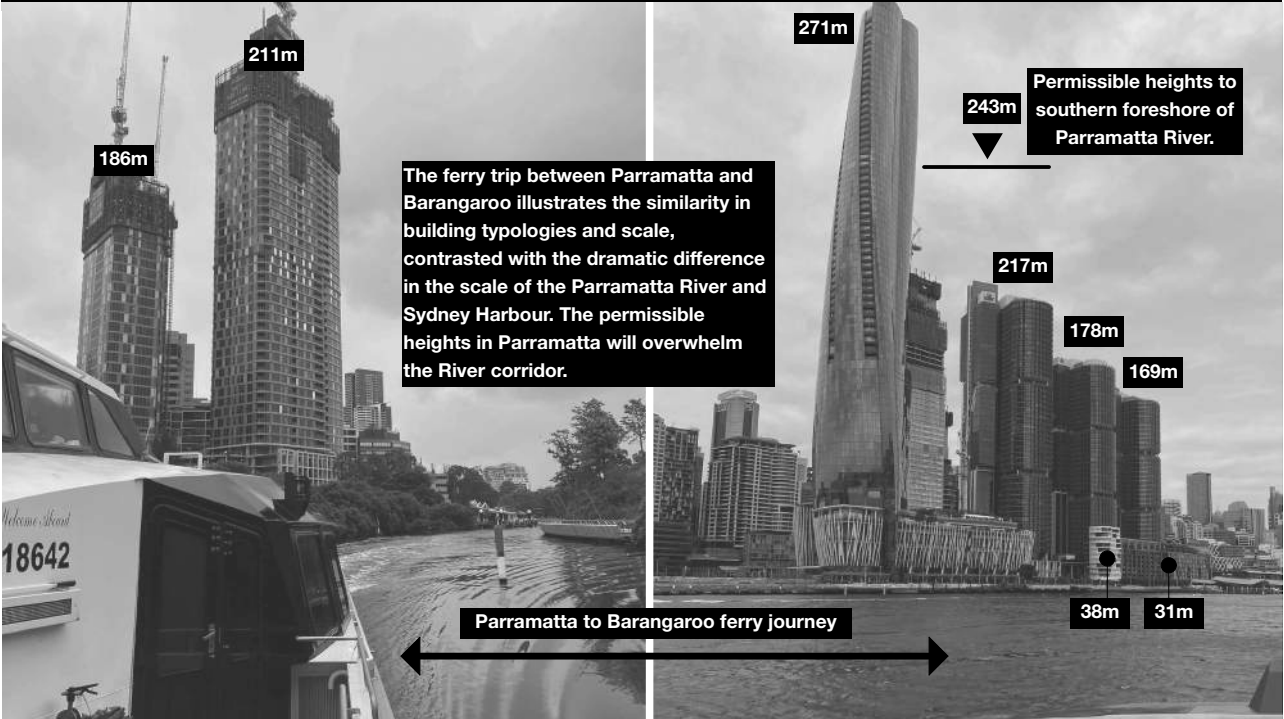 211m
186m
Welcome Aboard
18642
The ferry trip between Parramatta and
Barangaroo illustrates the similarity in
building typologies and scale,
contrasted with the dramatic difference
in the scale of the Parramatta River and
Sydney Harbour. The permissible
heights in Parramatta will overwhelm
the River corridor.
271m
243m
Permissible heights to
southern foreshore of
Parramatta River.
217m
178m
169m
38m
31m
Parramatta to Barangaroo ferry journey